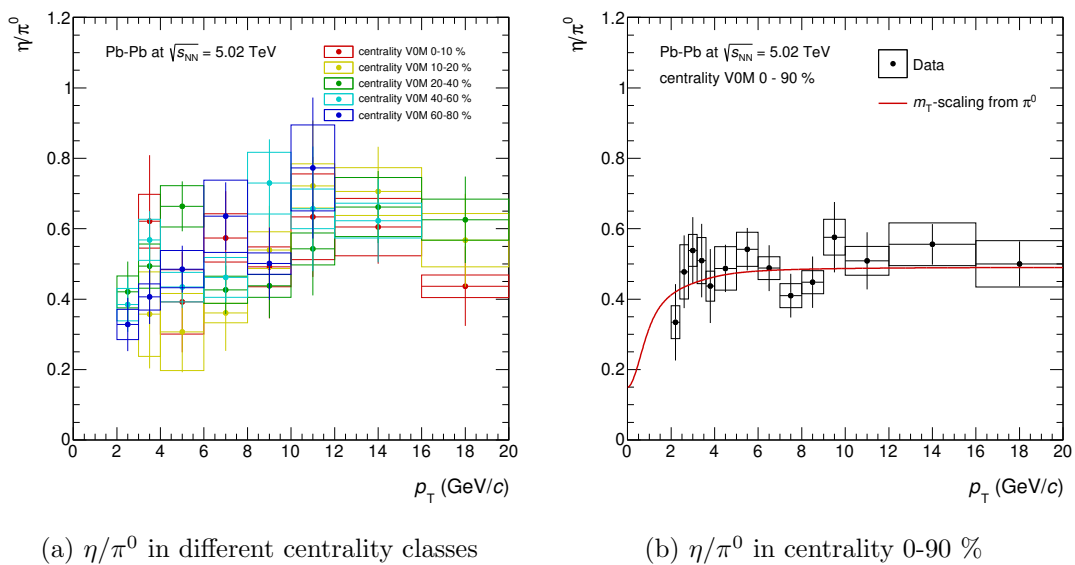 η/π⁰
1.2
1
0.8
0.6
0.4
0.2
0
Pb-Pb at √sNN = 5.02 TeV
centrality V0M 0-10 %
centrality V0M 10-20 %
centrality V0M 20-40 %
centrality V0M 40-60 %
centrality V0M 60-80 %
0 2 4 6 8 10 12 14 16 18 20
pT (GeV/c)
(a) η/π⁰ in different centrality classes
η/π⁰
1.2
1
0.8
0.6
0.4
0.2
0
Pb-Pb at √sNN = 5.02 TeV
centrality V0M 0 - 90 %
Data
mT-scaling from π⁰
0 2 4 6 8 10 12 14 16 18 20
pT (GeV/c)
(b) η/π⁰ in centrality 0-90 %